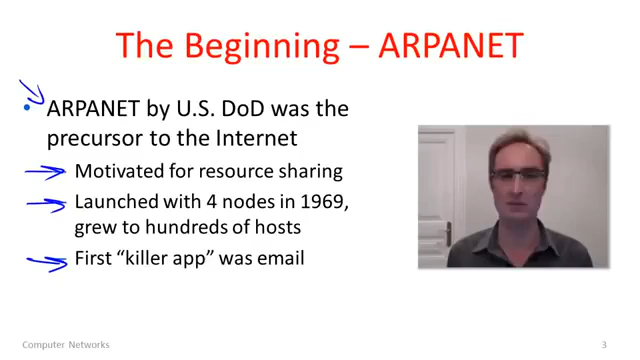 The Beginning – ARPANET
• ARPANET by U.S. DoD was the
precursor to the Internet
Motivated for resource sharing
Launched with 4 nodes in 1969,
grew to hundreds of hosts
First “killer app” was email
Computer Networks
3